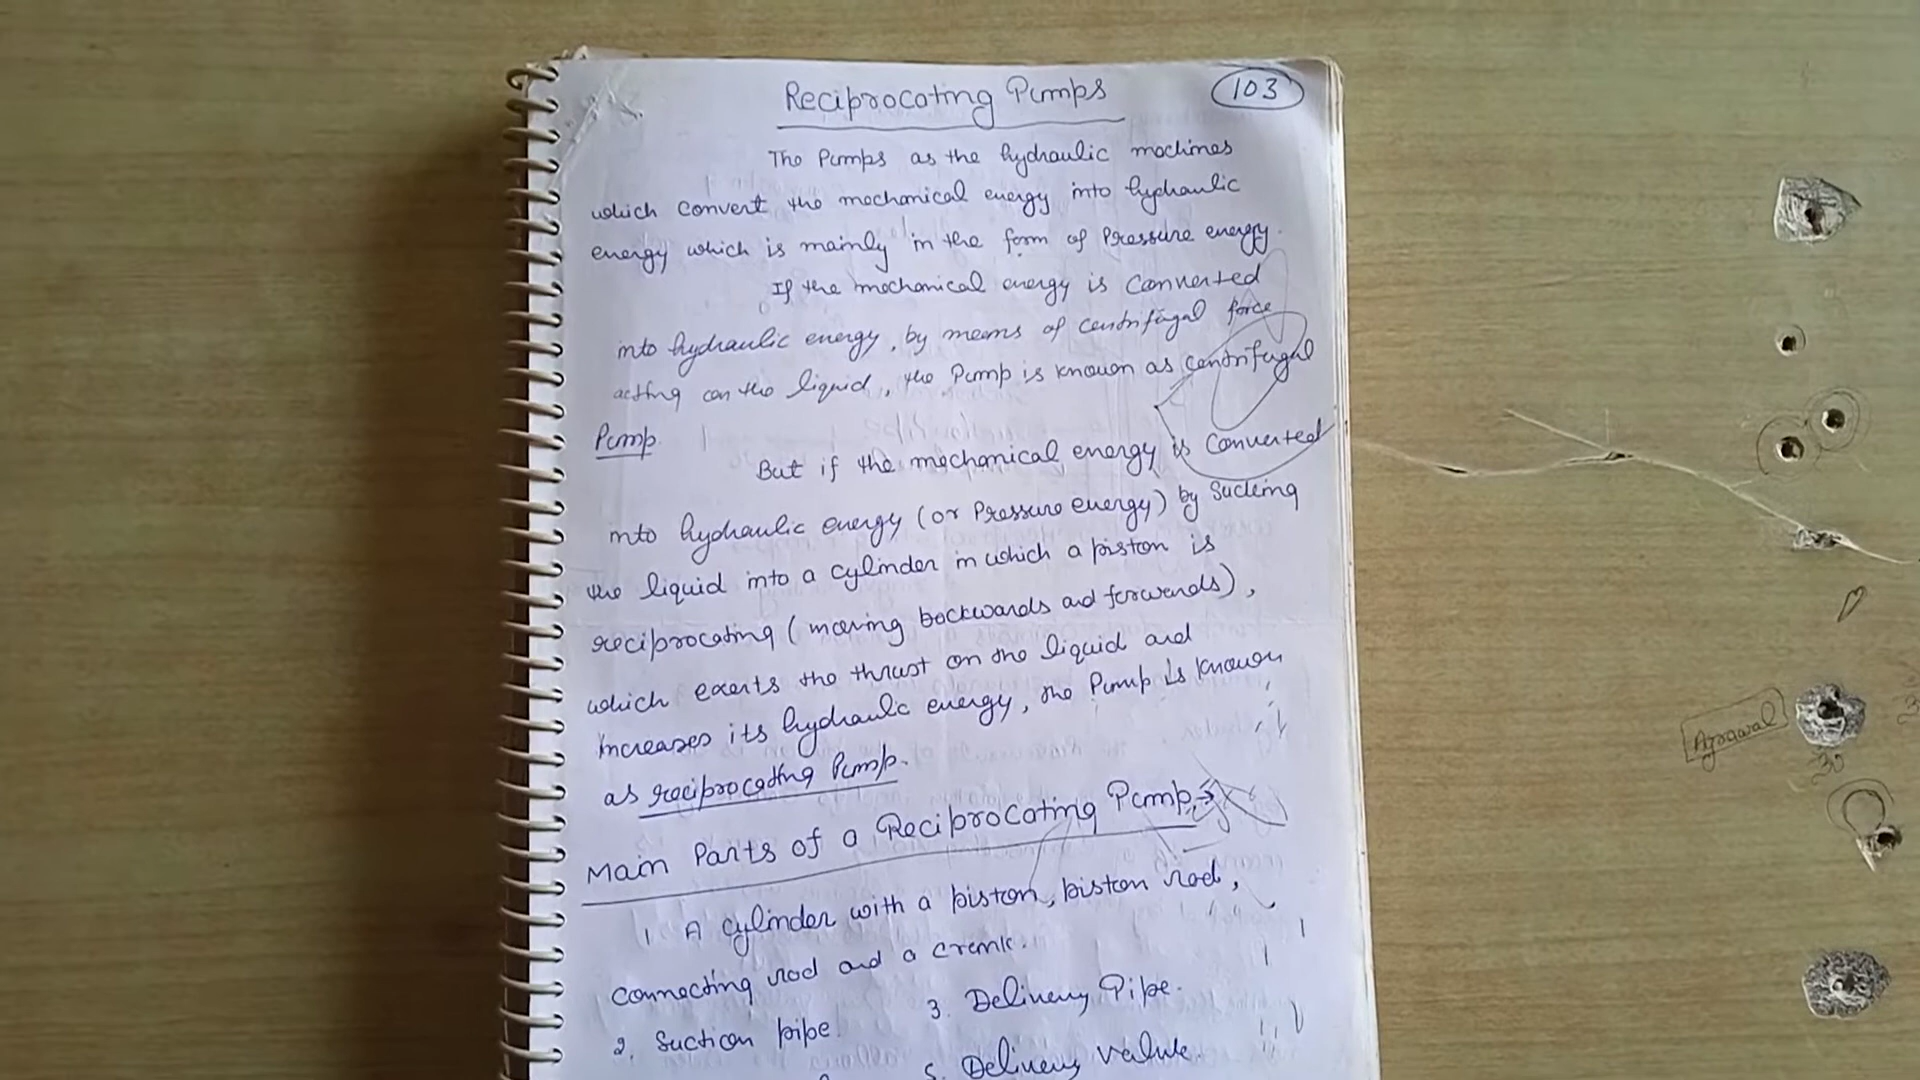 Reciprocating Pumps
103
The Pumps as the hydraulic machines
which convert the mechanical energy into hydraulic
energy which is mainly in the form of Pressure energy.
If the mechanical energy is converted
into hydraulic energy, by means of centrifugal force
acting on the liquid, the Pump is known as centrifugal
Pump.
But if the mechanical energy is converted
into hydraulic energy (or Pressure energy) by sucking
the liquid into a cylinder in which a piston is
reciprocating (moving backwards and forwards),
which exerts the thrust on the liquid and
increases its hydraulic energy, the Pump is known
as reciprocating Pump.
Main Parts of a Reciprocating Pump
1. A cylinder with a piston, piston rod,
connecting rod and a crank.
2. Suction pipe. 3. Delivery Pipe.
5. Delivery valve.
Agrawal
30